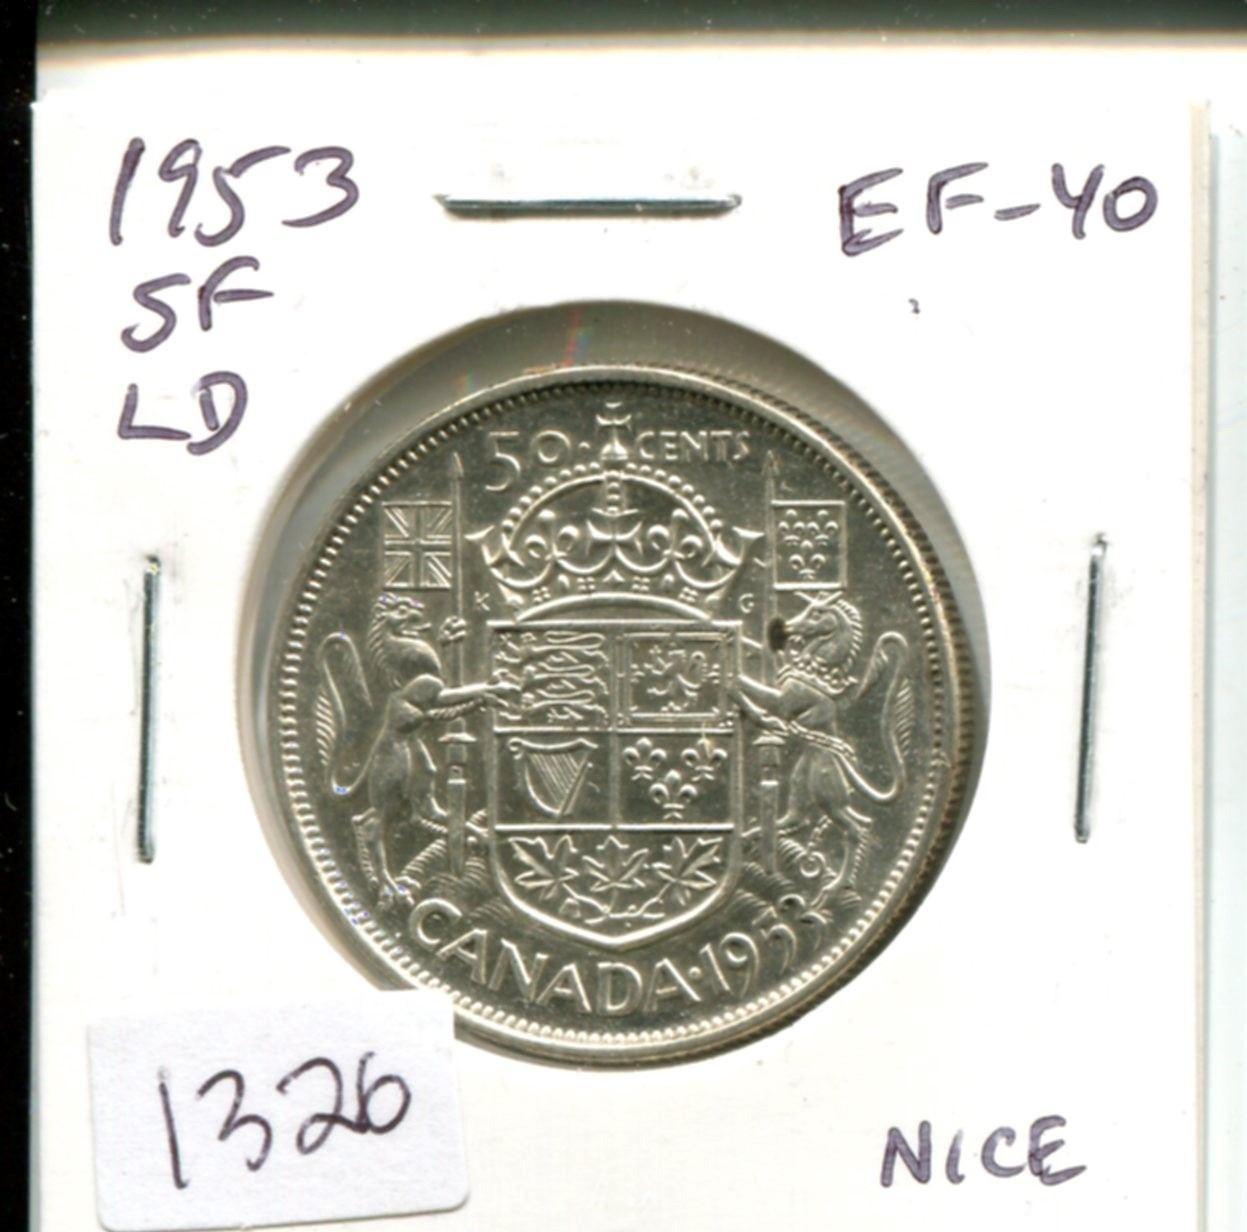 1953
SF
LD
EF-40
50 · CENTS
K G
CANADA · 1953
1326
NICE